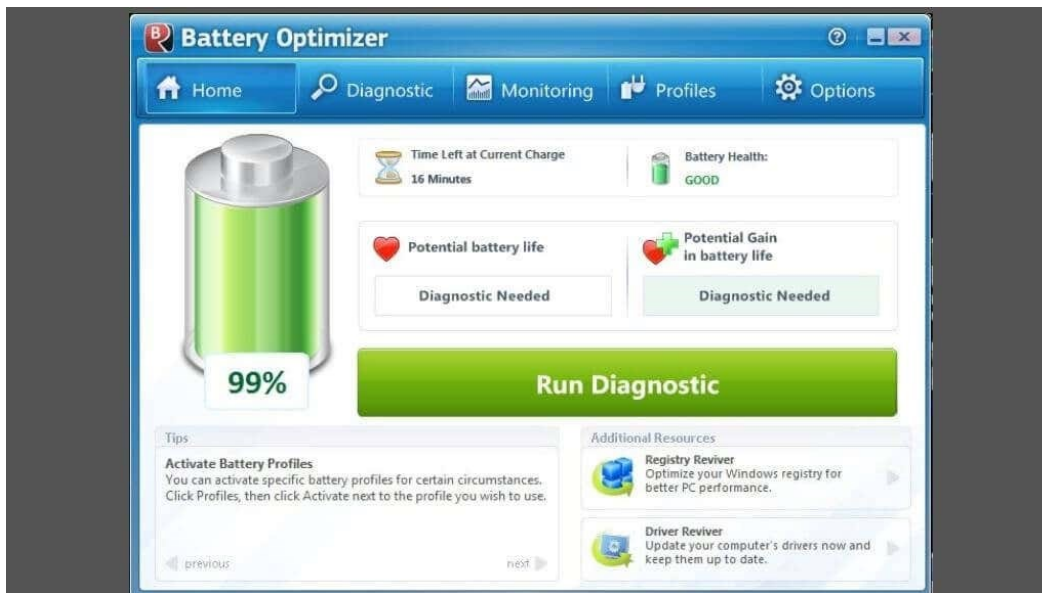 Battery Optimizer
Home
Diagnostic
Monitoring
Profiles
Options
Time Left at Current Charge
16 Minutes
Battery Health:
GOOD
Potential battery life
Diagnostic Needed
Potential Gain
in battery life
Diagnostic Needed
99%
Run Diagnostic
Tips
Activate Battery Profiles
You can activate specific battery profiles for certain circumstances.
Click Profiles, then click Activate next to the profile you wish to use.
previous
next
Additional Resources
Registry Reviver
Optimize your Windows registry for
better PC performance.
Driver Reviver
Update your computer's drivers now and
keep them up to date.